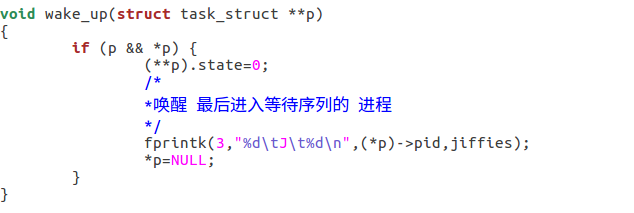 void wake_up(struct task_struct **p)
{
        if (p && *p) {
                (**p).state=0;
                /*
                *唤醒 最后进入等待序列的 进程
                */
                fprintk(3,"%d\tJ\t%d\n",(*p)->pid,jiffies);
                *p=NULL;
        }
}